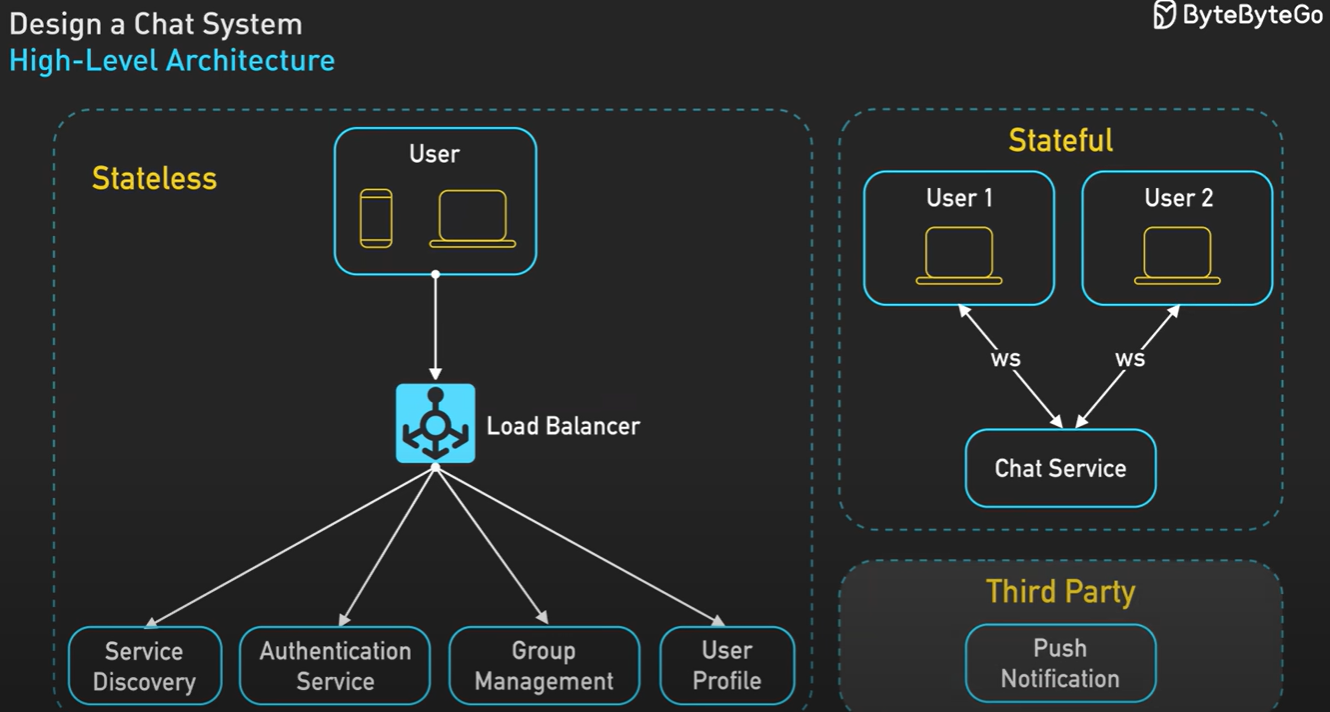 Design a Chat System
High-Level Architecture
ByteByteGo
Stateless
User
Load Balancer
Service
Discovery
Authentication
Service
Group
Management
User
Profile
Stateful
User 1
User 2
ws
ws
Chat Service
Third Party
Push
Notification